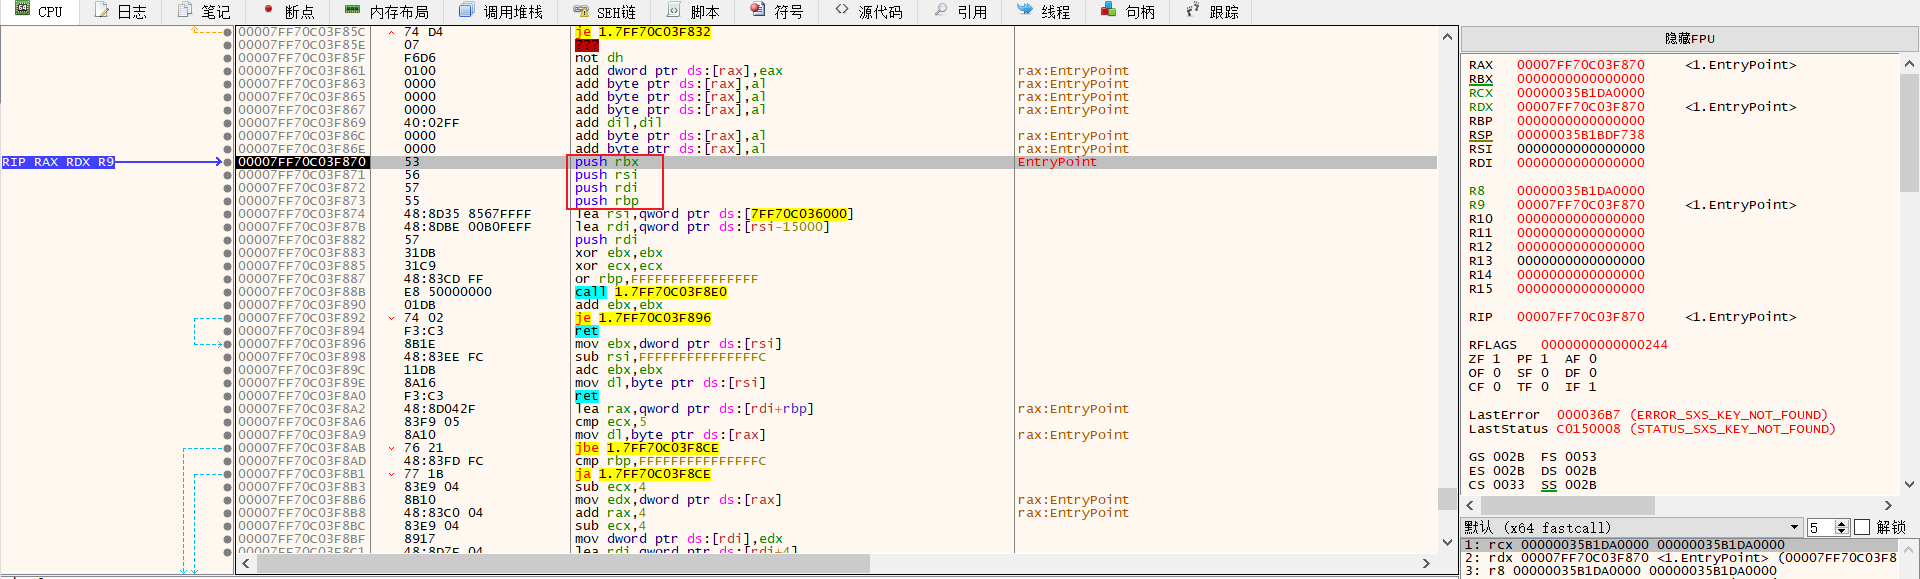 CPU 日志 笔记 断点 内存布局 调用堆栈 SEH链 脚本 符号 源代码 引用 线程 句柄 跟踪
00007FF70C03F85C 74 D4 je 1.7FF70C03F832
00007FF70C03F85E 07 ???
00007FF70C03F85F F6D6 not dh
00007FF70C03F861 0100 add dword ptr ds:[rax],eax rax:EntryPoint
00007FF70C03F863 0000 add byte ptr ds:[rax],al rax:EntryPoint
00007FF70C03F865 0000 add byte ptr ds:[rax],al rax:EntryPoint
00007FF70C03F867 0000 add byte ptr ds:[rax],al rax:EntryPoint
00007FF70C03F869 40:02FF add dil,dil
00007FF70C03F86C 0000 add byte ptr ds:[rax],al rax:EntryPoint
00007FF70C03F86E 0000 add byte ptr ds:[rax],al rax:EntryPoint
RIP RAX RDX R9 00007FF70C03F870 53 push rbx EntryPoint
00007FF70C03F871 56 push rsi
00007FF70C03F872 57 push rdi
00007FF70C03F873 55 push rbp
00007FF70C03F874 48:8D35 8567FFFF lea rsi,qword ptr ds:[7FF70C036000]
00007FF70C03F87B 48:8DBE 00B0FEFF lea rdi,qword ptr ds:[rsi-15000]
00007FF70C03F882 57 push rdi
00007FF70C03F883 31DB xor ebx,ebx
00007FF70C03F885 31C9 xor ecx,ecx
00007FF70C03F887 48:83CD FF or rbp,FFFFFFFFFFFFFFFF
00007FF70C03F88B E8 50000000 call 1.7FF70C03F8E0
00007FF70C03F890 01DB add ebx,ebx
00007FF70C03F892 74 02 je 1.7FF70C03F896
00007FF70C03F894 F3:C3 ret
00007FF70C03F896 8B1E mov ebx,dword ptr ds:[rsi]
00007FF70C03F898 48:83EE FC sub rsi,FFFFFFFFFFFFFFFC
00007FF70C03F89C 11DB adc ebx,ebx
00007FF70C03F89E 8A16 mov dl,byte ptr ds:[rsi]
00007FF70C03F8A0 F3:C3 ret
00007FF70C03F8A2 48:8D042F lea rax,qword ptr ds:[rdi+rbp] rax:EntryPoint
00007FF70C03F8A6 83F9 05 cmp ecx,5
00007FF70C03F8A9 8A10 mov dl,byte ptr ds:[rax] rax:EntryPoint
00007FF70C03F8AB 76 21 jbe 1.7FF70C03F8CE
00007FF70C03F8AD 48:83FD FC cmp rbp,FFFFFFFFFFFFFFFC
00007FF70C03F8B1 77 1B ja 1.7FF70C03F8CE
00007FF70C03F8B3 83E9 04 sub ecx,4
00007FF70C03F8B6 8B10 mov edx,dword ptr ds:[rax] rax:EntryPoint
00007FF70C03F8B8 48:83C0 04 add rax,4 rax:EntryPoint
00007FF70C03F8BC 83E9 04 sub ecx,4
00007FF70C03F8BF 8917 mov dword ptr ds:[rdi],edx
00007FF70C03F8C1 48:8D7F 04 lea rdi,qword ptr ds:[rdi+4]
隐藏FPU
RAX 00007FF70C03F870 <1.EntryPoint>
RBX 0000000000000000
RCX 00000035B1DA0000
RDX 00007FF70C03F870 <1.EntryPoint>
RBP 0000000000000000
RSP 00000035B1BDF738
RSI 0000000000000000
RDI 0000000000000000
R8 00000035B1DA0000
R9 00007FF70C03F870 <1.EntryPoint>
R10 0000000000000000
R11 0000000000000000
R12 0000000000000000
R13 0000000000000000
R14 0000000000000000
R15 0000000000000000
RIP 00007FF70C03F870 <1.EntryPoint>
RFLAGS 0000000000000244
ZF 1 PF 1 AF 0
OF 0 SF 0 DF 0
CF 0 TF 0 IF 1
LastError 000036B7 (ERROR_SXS_KEY_NOT_FOUND)
LastStatus C0150008 (STATUS_SXS_KEY_NOT_FOUND)
GS 002B FS 0053
ES 002B DS 002B
CS 0033 SS 002B
默认 (x64 fastcall) 5 解锁
1: rcx 00000035B1DA0000 00000035B1DA0000
2: rdx 00007FF70C03F870 <1.EntryPoint> (00007FF70C03F8
3: r8 00000035B1DA0000 00000035B1DA0000